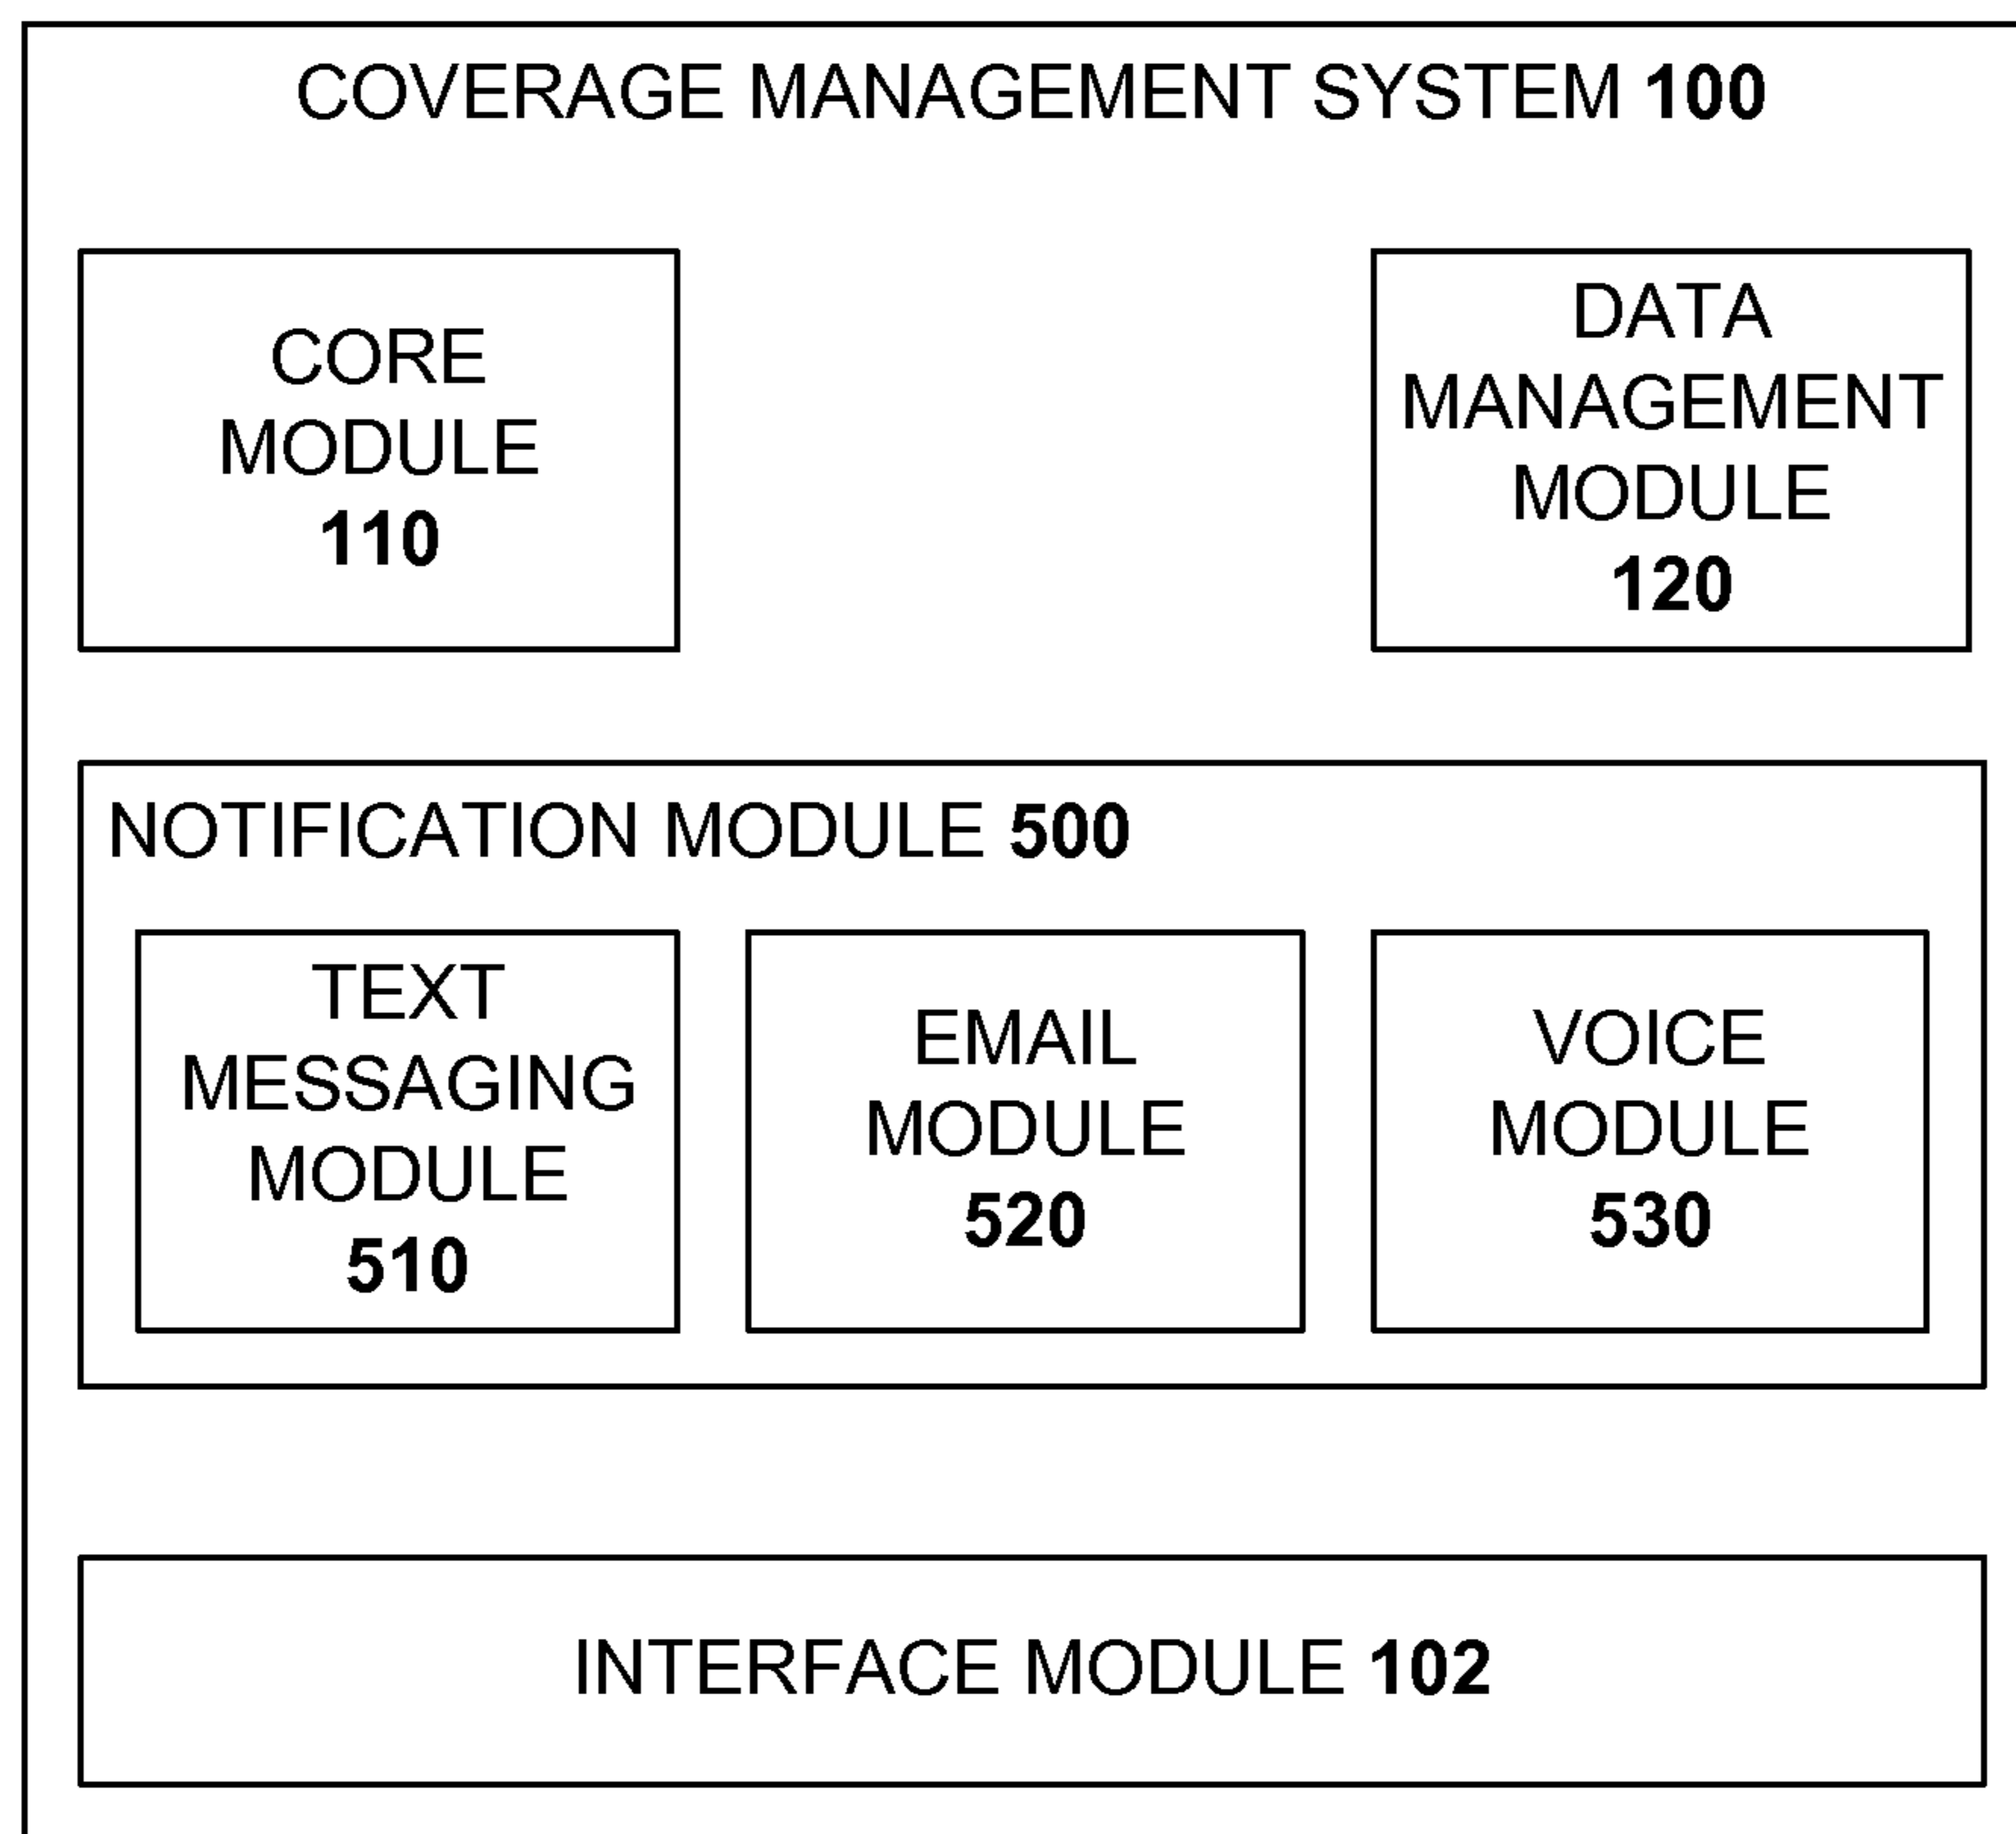 COVERAGE MANAGEMENT SYSTEM 100
CORE
MODULE
110
DATA
MANAGEMENT
MODULE
120
NOTIFICATION MODULE 500
TEXT
MESSAGING
MODULE
510
EMAIL
MODULE
520
VOICE
MODULE
530
INTERFACE MODULE 102